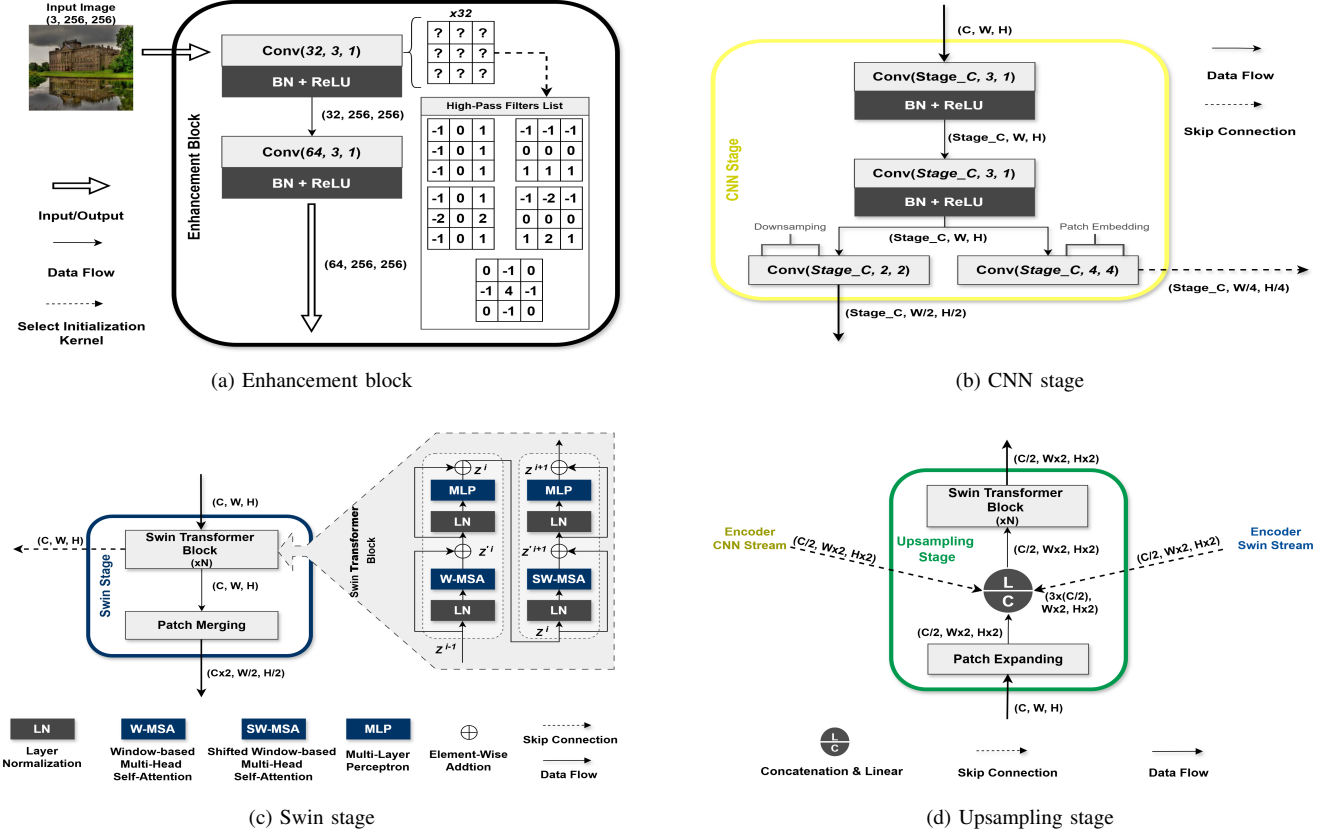 Input Image
(3, 256, 256)
Enhancement Block
Conv(32, 3, 1)
BN + ReLU
(32, 256, 256)
Conv(64, 3, 1)
BN + ReLU
(64, 256, 256)
x32
? ? ?
? ? ?
? ? ?
High-Pass Filters List
-1 0 1
-1 0 1
-1 0 1
-1 -1 -1
0 0 0
1 1 1
-1 0 1
-2 0 2
-1 0 1
-1 -2 -1
0 0 0
1 2 1
0 -1 0
-1 4 -1
0 -1 0
Input/Output
Data Flow
Select Initialization
Kernel
(a) Enhancement block
(C, W, H)
CNN Stage
Conv(Stage_C, 3, 1)
BN + ReLU
(Stage_C, W, H)
Conv(Stage_C, 3, 1)
BN + ReLU
(Stage_C, W, H)
Downsamping
Patch Embedding
Conv(Stage_C, 2, 2)
Conv(Stage_C, 4, 4)
(Stage_C, W/4, H/4)
(Stage_C, W/2, H/2)
Data Flow
Skip Connection
(b) CNN stage
(C, W, H)
(C, W, H)
Swin Stage
Swin Transformer
Block
(xN)
(C, W, H)
Patch Merging
(Cx2, W/2, H/2)
Swin Transformer
Block
z i
MLP
LN
z' i
W-MSA
LN
z i-1
z i+1
MLP
LN
z' i+1
SW-MSA
LN
z i
LN
Layer
Normalization
W-MSA
Window-based
Multi-Head
Self-Attention
SW-MSA
Shifted Window-based
Multi-Head
Self-Attention
MLP
Multi-Layer
Perceptron
Element-Wise
Addtion
Skip Connection
Data Flow
(c) Swin stage
(C/2, Wx2, Hx2)
Swin Transformer
Block
(xN)
Upsampling
Stage
(C/2, Wx2, Hx2)
Encoder
CNN Stream
(C/2, Wx2, Hx2)
Encoder
Swin Stream
(C/2, Wx2, Hx2)
L
C
(3x(C/2),
Wx2, Hx2)
(C/2, Wx2, Hx2)
Patch Expanding
(C, W, H)
L
C
Concatenation & Linear
Skip Connection
Data Flow
(d) Upsampling stage